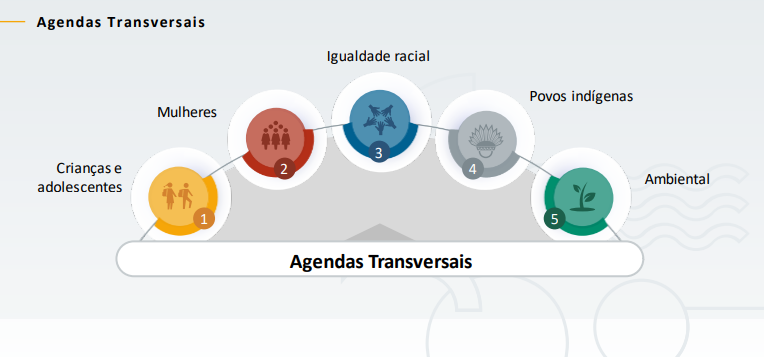 Agendas Transversais
Igualdade racial
Mulheres
Povos indígenas
Crianças e
adolescentes
Ambiental
1
2
3
4
5
Agendas Transversais